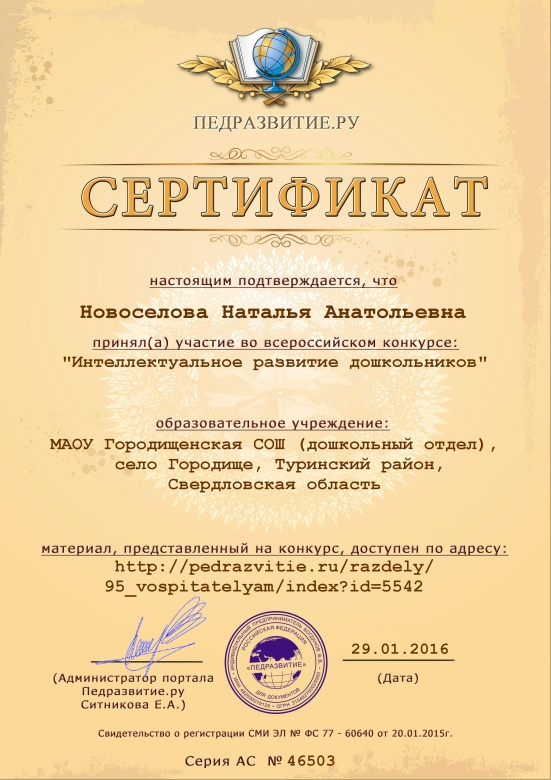 ПЕДРАЗВИТИЕ.РУ
СЕРТИФИКАТ
настоящим подтверждается, что
Новоселова Наталья Анатольевна
принял(а) участие во всероссийском конкурсе:
"Интеллектуальное развитие дошкольников"
образовательное учреждение:
МАОУ Городищенская СОШ (дошкольный отдел),
село Городище, Туринский район,
Свердловская область
материал, представленный на конкурс, доступен по адресу:
http://pedrazvitie.ru/razdely/
95_vospitatelyam/index?id=5542
(Администратор портала
Педразвитие.ру
Ситникова Е.А.)
ИНДИВИДУАЛЬНЫЙ ПРЕДПРИНИМАТЕЛЬ
РОССИЙСКАЯ ФЕДЕРАЦИЯ
«ПЕДРАЗВИТИЕ»
ДЛЯ ДОКУМЕНТОВ
29.01.2016
(Дата)
Свидетельство о регистрации СМИ ЭЛ № ФС 77 - 60640 от 20.01.2015г.
Серия АС № 46503